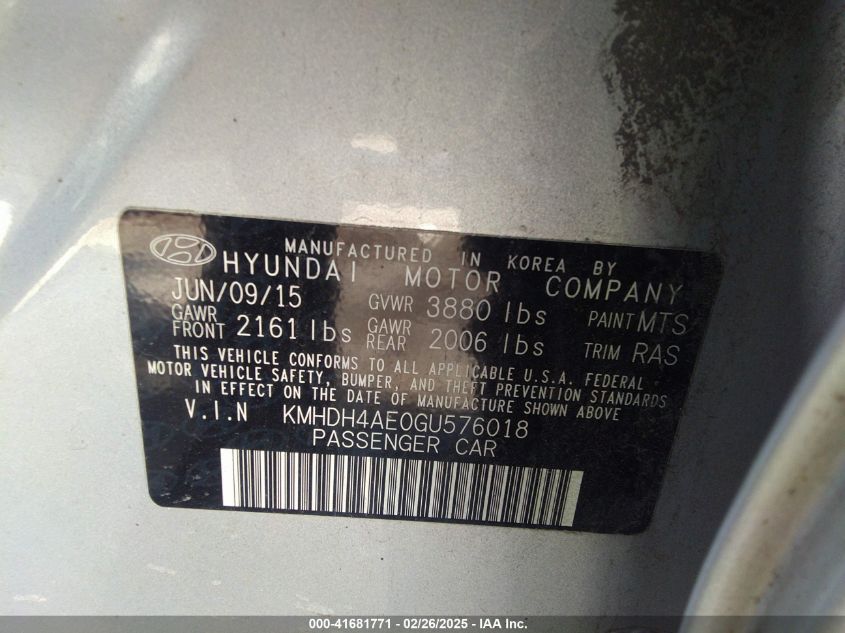 MANUFACTURED IN KOREA BY
HYUNDAI MOTOR COMPANY
JUN/09/15 GVWR 3880 lbs PAINT MTS
GAWR FRONT 2161 lbs GAWR REAR 2006 lbs TRIM RAS
THIS VEHICLE CONFORMS TO ALL APPLICABLE U.S.A. FEDERAL
MOTOR VEHICLE SAFETY, BUMPER, AND THEFT PREVENTION STANDARDS
IN EFFECT ON THE DATE OF MANUFACTURE SHOWN ABOVE
V.I.N KMHDH4AE0GU576018
PASSENGER CAR
000-41681771 - 02/26/2025 - IAA Inc.